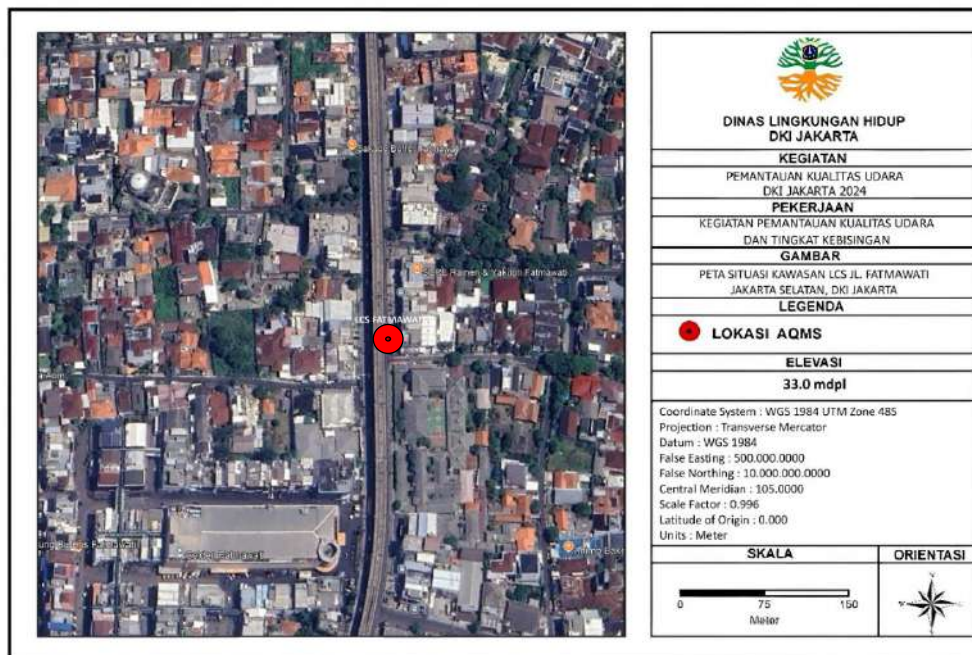 LCS FATMAWATI
Ramen & Yakitori Fatmawati
DINAS LINGKUNGAN HIDUP
DKI JAKARTA
KEGIATAN
PEMANTAUAN KUALITAS UDARA
DKI JAKARTA 2024
PEKERJAAN
KEGIATAN PEMANTAUAN KUALITAS UDARA
DAN TINGKAT KEBISINGAN
GAMBAR
PETA SITUASI KAWASAN LCS JL. FATMAWATI
JAKARTA SELATAN, DKI JAKARTA
LEGENDA
LOKASI AQMS
ELEVASI
33.0 mdpl
Coordinate System : WGS 1984 UTM Zone 48S
Projection : Transverse Mercator
Datum : WGS 1984
False Easting : 500.000.0000
False Northing : 10.000.000.0000
Central Meridian : 105.0000
Scale Factor : 0.996
Latitude of Origin : 0.000
Units : Meter
SKALA
ORIENTASI
0 75 150
Meter